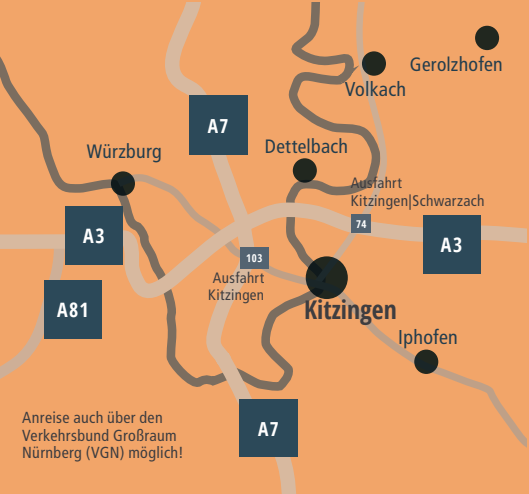 Gerolzhofen
Volkach
A7
Dettelbach
Würzburg
Ausfahrt
Kitzingen|Schwarzach
74
A3
A3
103
Ausfahrt
Kitzingen
A81
Kitzingen
Iphofen
Anreise auch über den
Verkehrsbund Großraum
Nürnberg (VGN) möglich!
A7